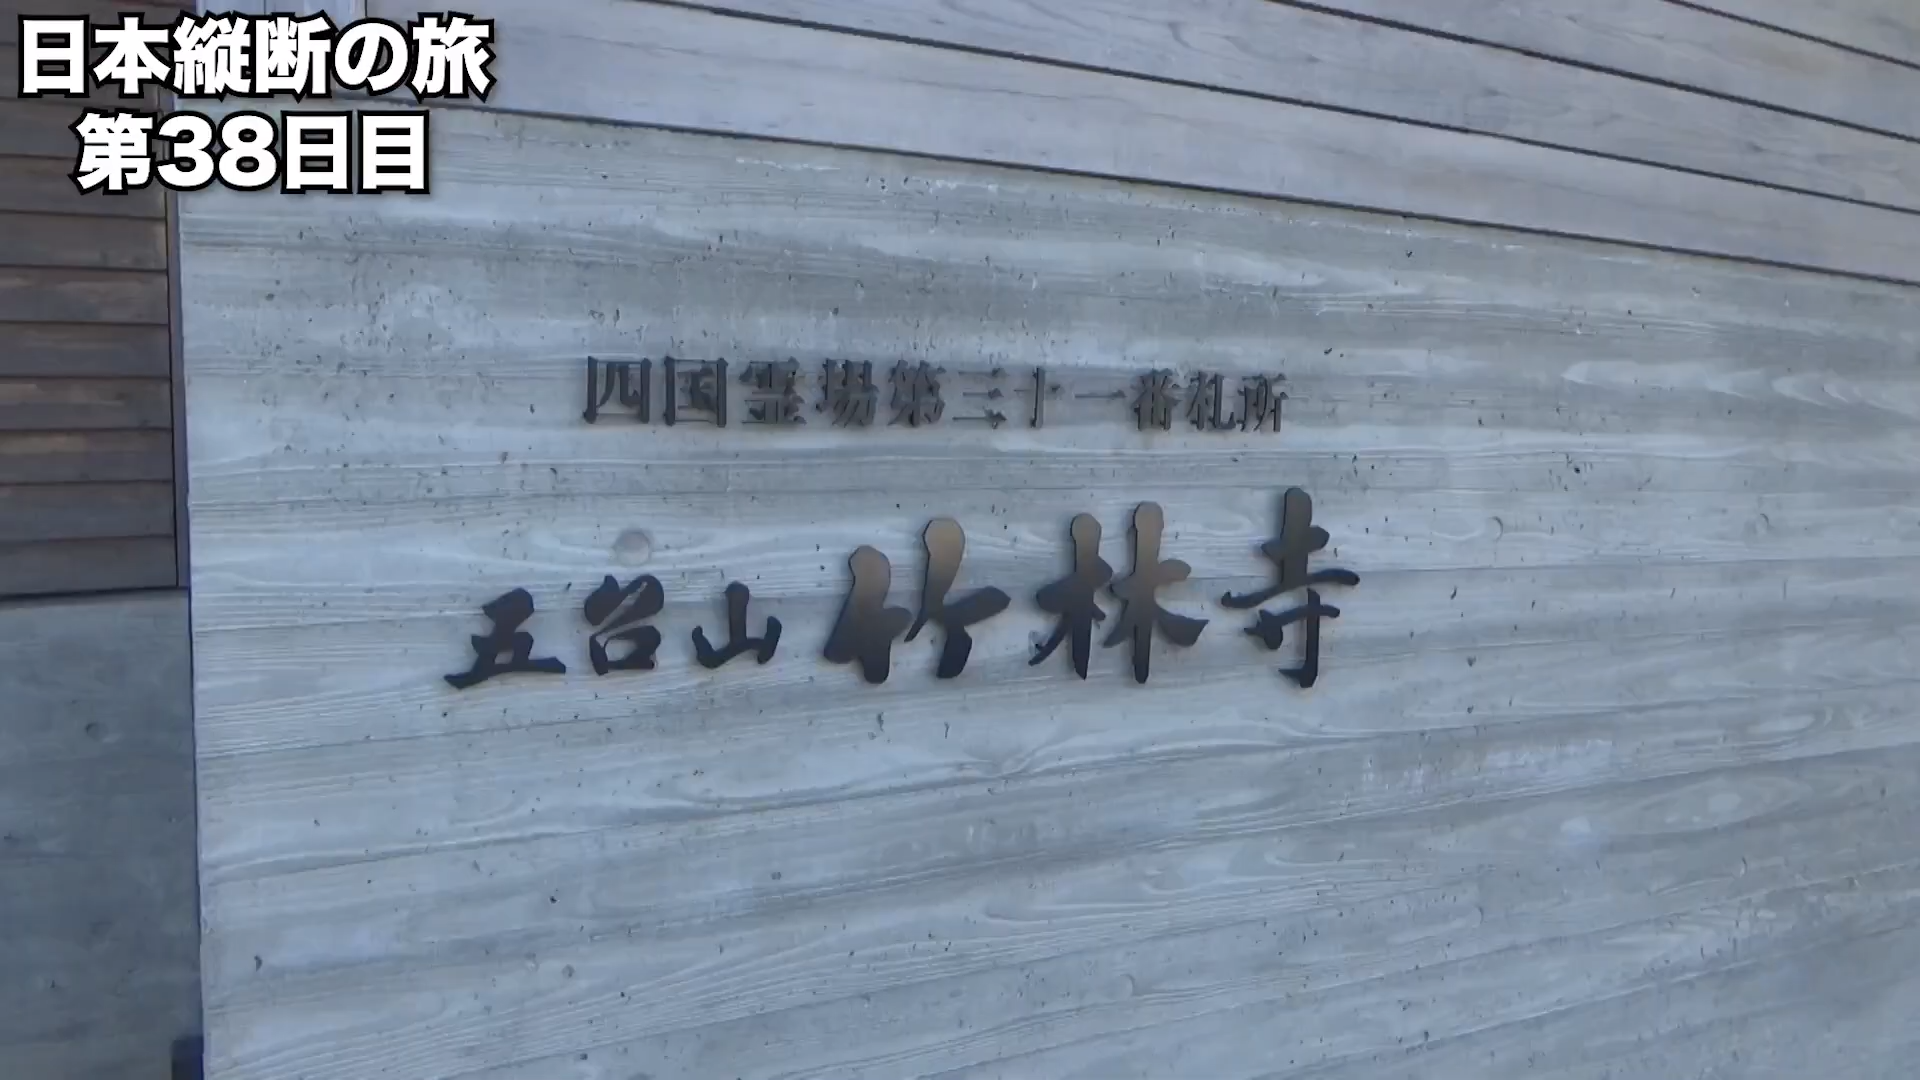 日本縦断の旅
第38日目
四国霊場第三十一番札所
五台山 竹林寺